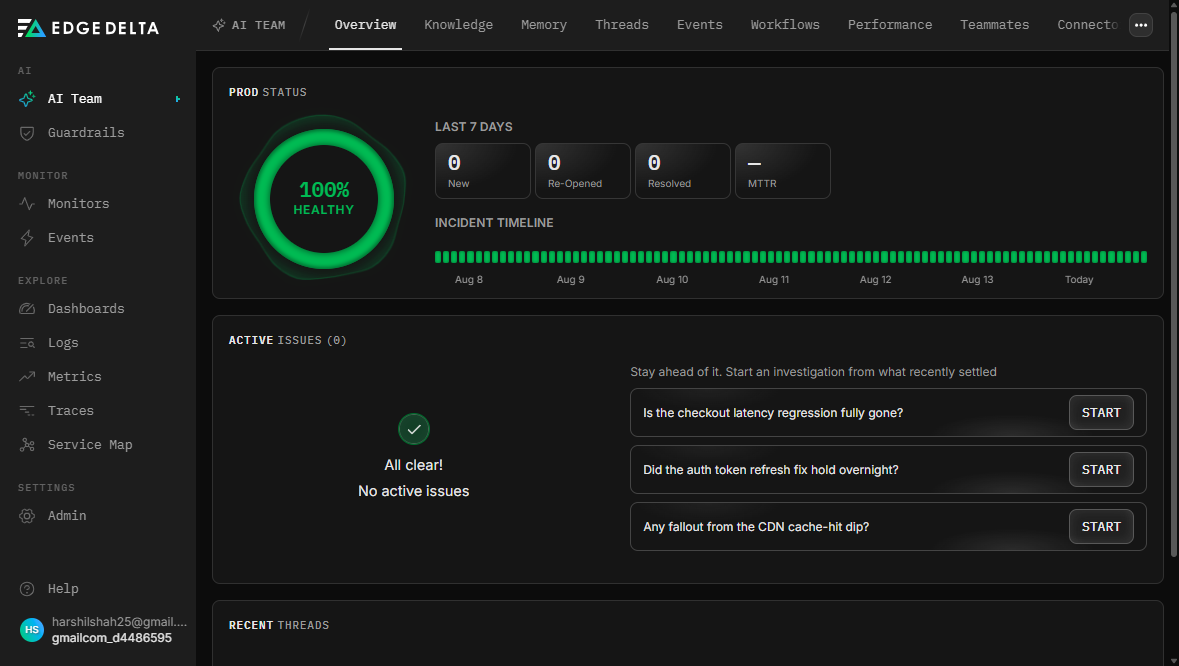 EDGE DELTA
AI
AI Team
Guardrails
MONITOR
Monitors
Events
EXPLORE
Dashboards
Logs
Metrics
Traces
Service Map
SETTINGS
Admin
Help
HS
harshilshah25@gmail....
gmailcom_d4486595
AI TEAM
Overview Knowledge Memory Threads Events Workflows Performance Teammates Connecto
PROD STATUS
100%
HEALTHY
LAST 7 DAYS
0 0 0 —
New Re-Opened Resolved MTTR
INCIDENT TIMELINE
Aug 8 Aug 9 Aug 10 Aug 11 Aug 12 Aug 13 Today
ACTIVE ISSUES (0)
All clear!
No active issues
Stay ahead of it. Start an investigation from what recently settled
Is the checkout latency regression fully gone? START
Did the auth token refresh fix hold overnight? START
Any fallout from the CDN cache-hit dip? START
RECENT THREADS